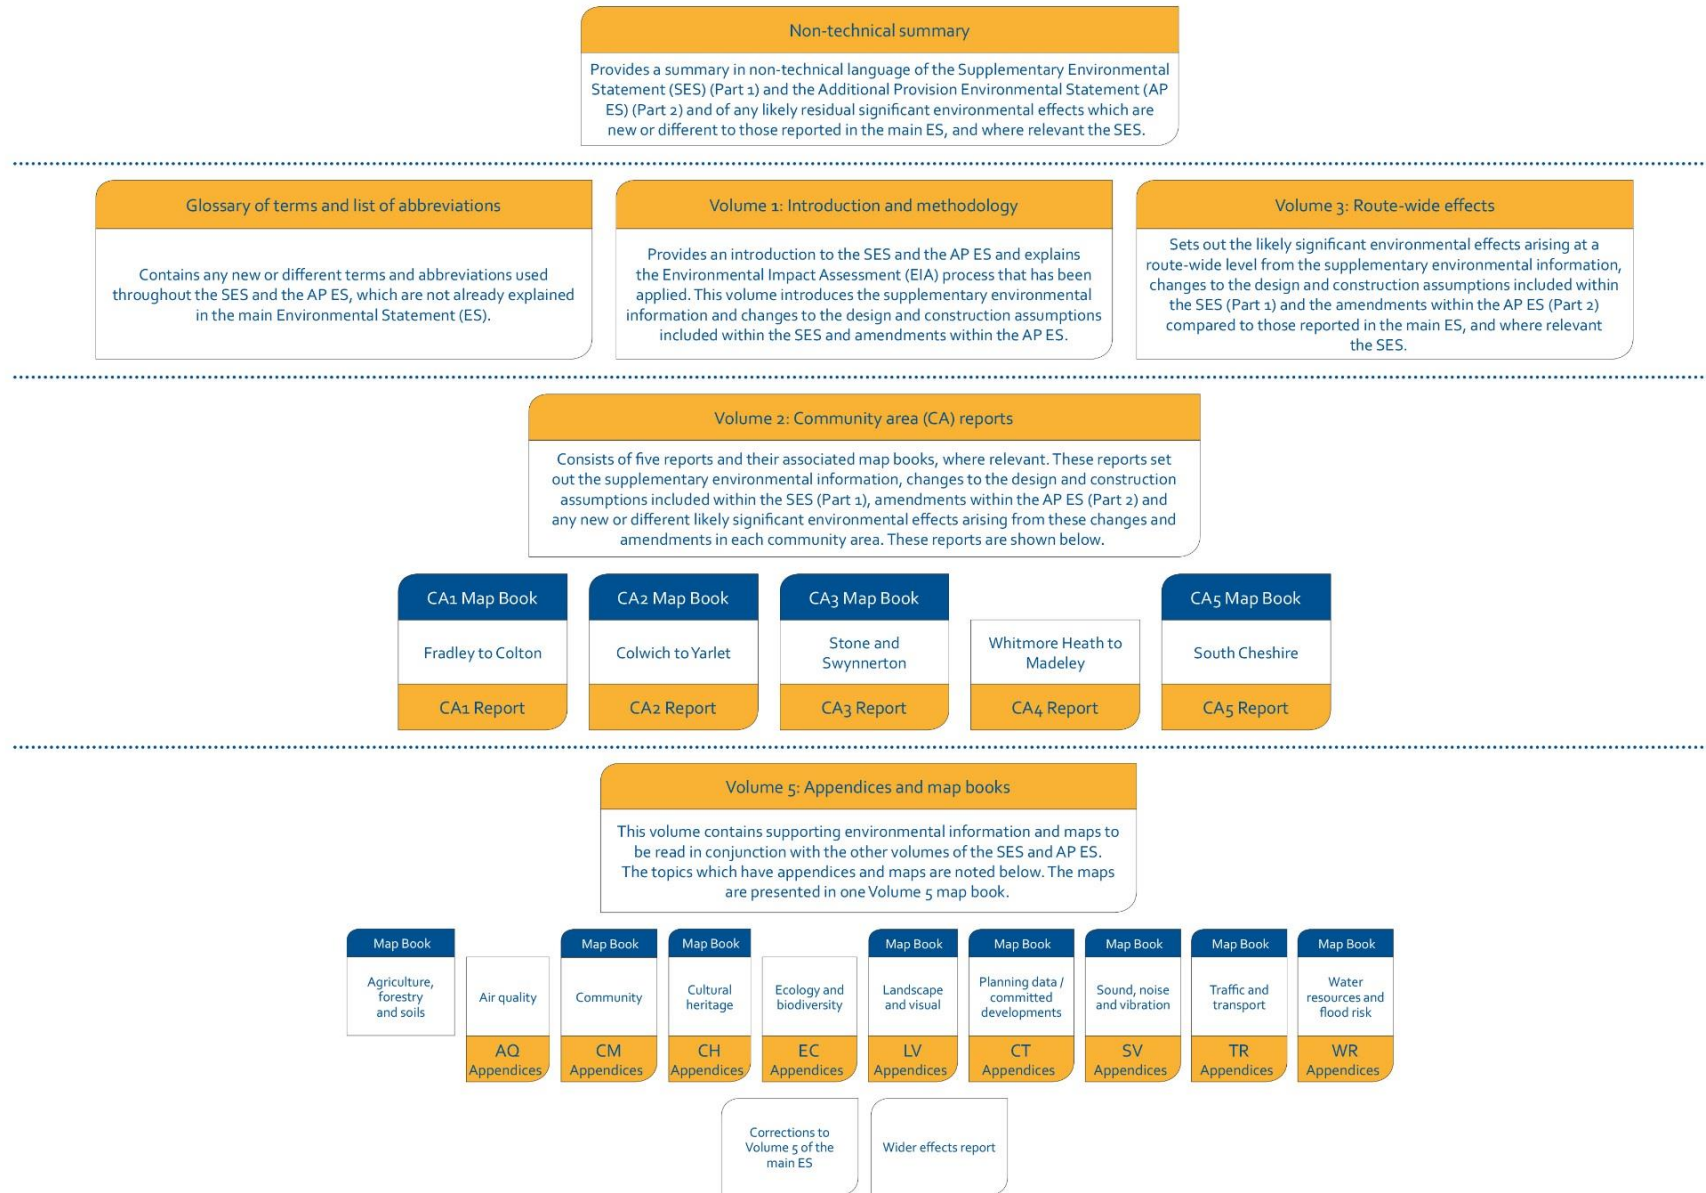 Non-technical summary
Provides a summary in non-technical language of the Supplementary Environmental
Statement (SES) (Part 1) and the Additional Provision Environmental Statement (AP
ES) (Part 2) and of any likely residual significant environmental effects which are
new or different to those reported in the main ES, and where relevant the SES.
Glossary of terms and list of abbreviations
Contains any new or different terms and abbreviations used
throughout the SES and the AP ES, which are not already explained
in the main Environmental Statement (ES).
Volume 1: Introduction and methodology
Provides an introduction to the SES and the AP ES and explains
the Environmental Impact Assessment (EIA) process that has been
applied. This volume introduces the supplementary environmental
information and changes to the design and construction assumptions
included within the SES and amendments within the AP ES.
Volume 3: Route-wide effects
Sets out the likely significant environmental effects arising at a
route-wide level from the supplementary environmental information,
changes to the design and construction assumptions included within
the SES (Part 1) and the amendments within the AP ES (Part 2)
compared to those reported in the main ES, and where relevant
the SES.
Volume 2: Community area (CA) reports
Consists of five reports and their associated map books, where relevant. These reports set
out the supplementary environmental information, changes to the design and construction
assumptions included within the SES (Part 1), amendments within the AP ES (Part 2) and
any new or different likely significant environmental effects arising from these changes and
amendments in each community area. These reports are shown below.
CA1 Map Book
Fradley to Colton
CA1 Report
CA2 Map Book
Colwich to Yarlet
CA2 Report
CA3 Map Book
Stone and
Swynnerton
CA3 Report
Whitmore Heath to
Madeley
CA4 Report
CA5 Map Book
South Cheshire
CA5 Report
Volume 5: Appendices and map books
This volume contains supporting environmental information and maps to
be read in conjunction with the other volumes of the SES and AP ES.
The topics which have appendices and maps are noted below. The maps
are presented in one Volume 5 map book.
Map Book
Agriculture,
forestry
and soils
Air quality
AQ
Appendices
Map Book
Community
CM
Appendices
Map Book
Cultural
heritage
CH
Appendices
Ecology and
biodiversity
EC
Appendices
Map Book
Landscape
and visual
LV
Appendices
Map Book
Planning data /
committed
developments
CT
Appendices
Map Book
Sound, noise
and vibration
SV
Appendices
Map Book
Traffic and
transport
TR
Appendices
Map Book
Water
resources and
flood risk
WR
Appendices
Corrections to
Volume 5 of the
main ES
Wider effects report